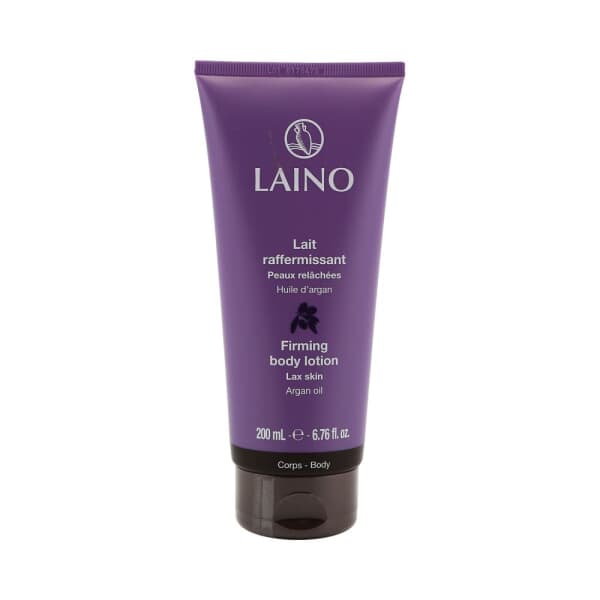 LAINO
Lait
raffermissant
Peaux relâchées
Huile d'argan
Firming
body lotion
Lax skin
Argan oil
200 mL - ℮ - 6.76 fl. oz.
Corps - Body